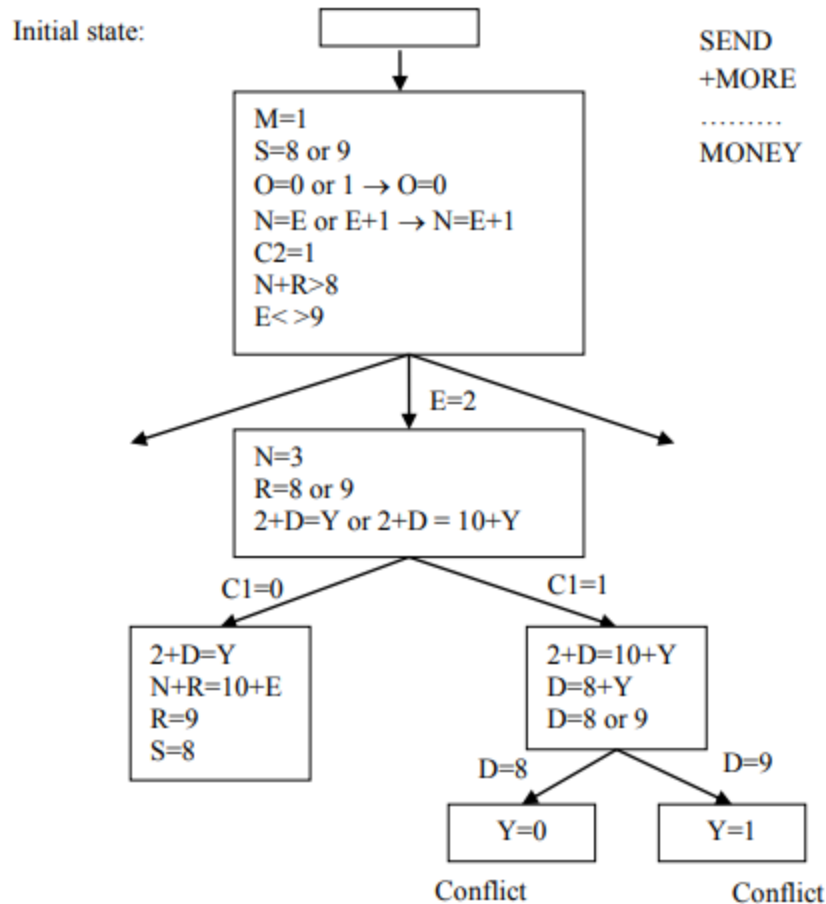 Initial state:
SEND
+MORE
.........
MONEY
M=1
S=8 or 9
O=0 or 1 → O=0
N=E or E+1 → N=E+1
C2=1
N+R>8
E< >9
E=2
N=3
R=8 or 9
2+D=Y or 2+D = 10+Y
C1=0
C1=1
2+D=Y
N+R=10+E
R=9
S=8
2+D=10+Y
D=8+Y
D=8 or 9
D=8
D=9
Y=0
Y=1
Conflict
Conflict